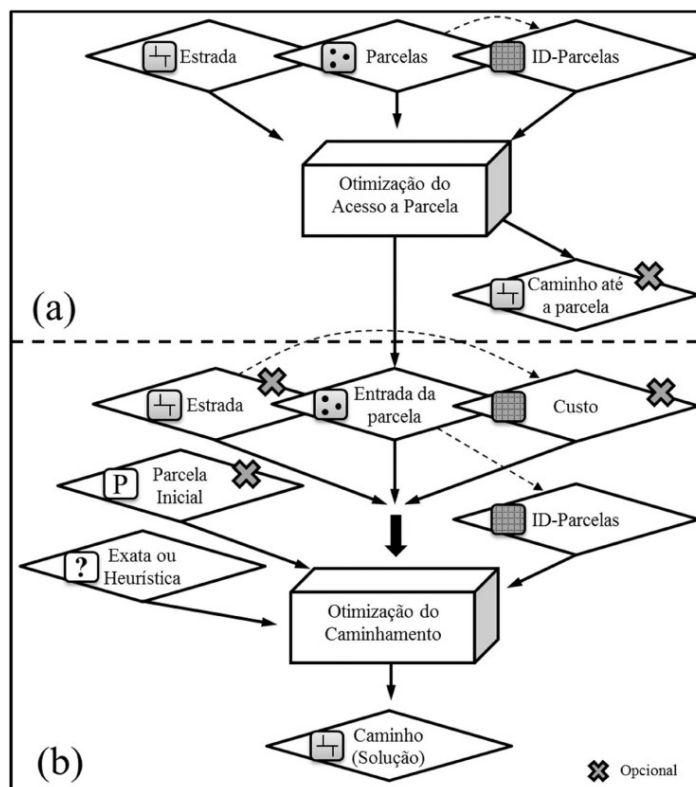 Estrada
Parcelas
ID-Parcelas
Otimização do
Acesso a Parcela
Caminho até
a parcela
(a)
Estrada
Entrada da
parcela
Custo
P
Parcela
Inicial
ID-Parcelas
?
Exata ou
Heurística
Otimização do
Caminhamento
Caminho
(Solução)
(b)
Opcional